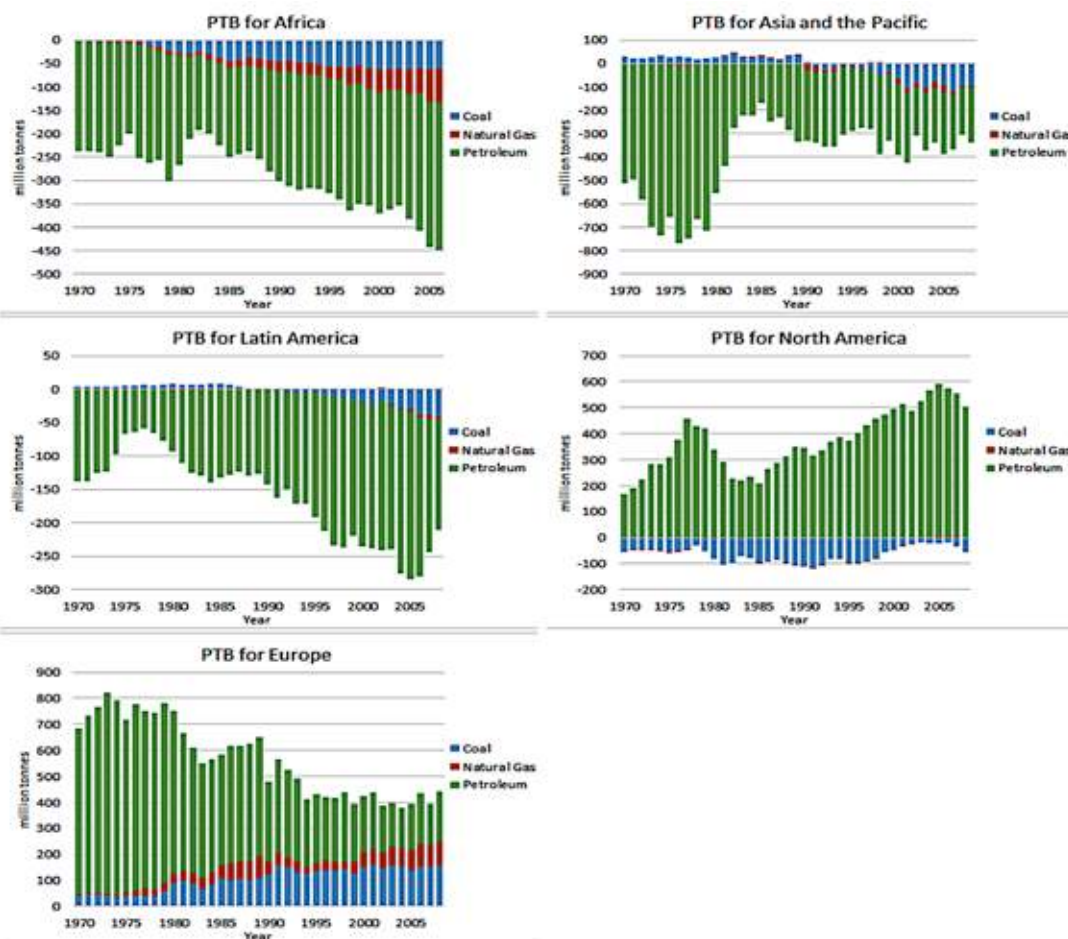 PTB for Africa
0
-50
-100
-150
-200
-250
-300
-350
-400
-450
-500
million tonnes
1970 1975 1980 1985 1990 1995 2000 2005
Year
Coal
Natural Gas
Petroleum
PTB for Asia and the Pacific
100
0
-100
-200
-300
-400
-500
-600
-700
-800
-900
million tonnes
1970 1975 1980 1985 1990 1995 2000 2005
Year
Coal
Natural Ga
Petroleum
PTB for Latin America
50
0
-50
-100
-150
-200
-250
-300
million tonnes
1970 1975 1980 1985 1990 1995 2000 2005
Year
Coal
Natural Gas
Petroleum
PTB for North America
700
600
500
400
300
200
100
0
-100
-200
million tonnes
1970 1975 1980 1985 1990 1995 2000 2005
Year
Coal
Natural Ga
Petroleum
PTB for Europe
900
800
700
600
500
400
300
200
100
0
million tonnes
1970 1975 1980 1985 1990 1995 2000 2005
Year
Coal
Natural Gas
Petroleum